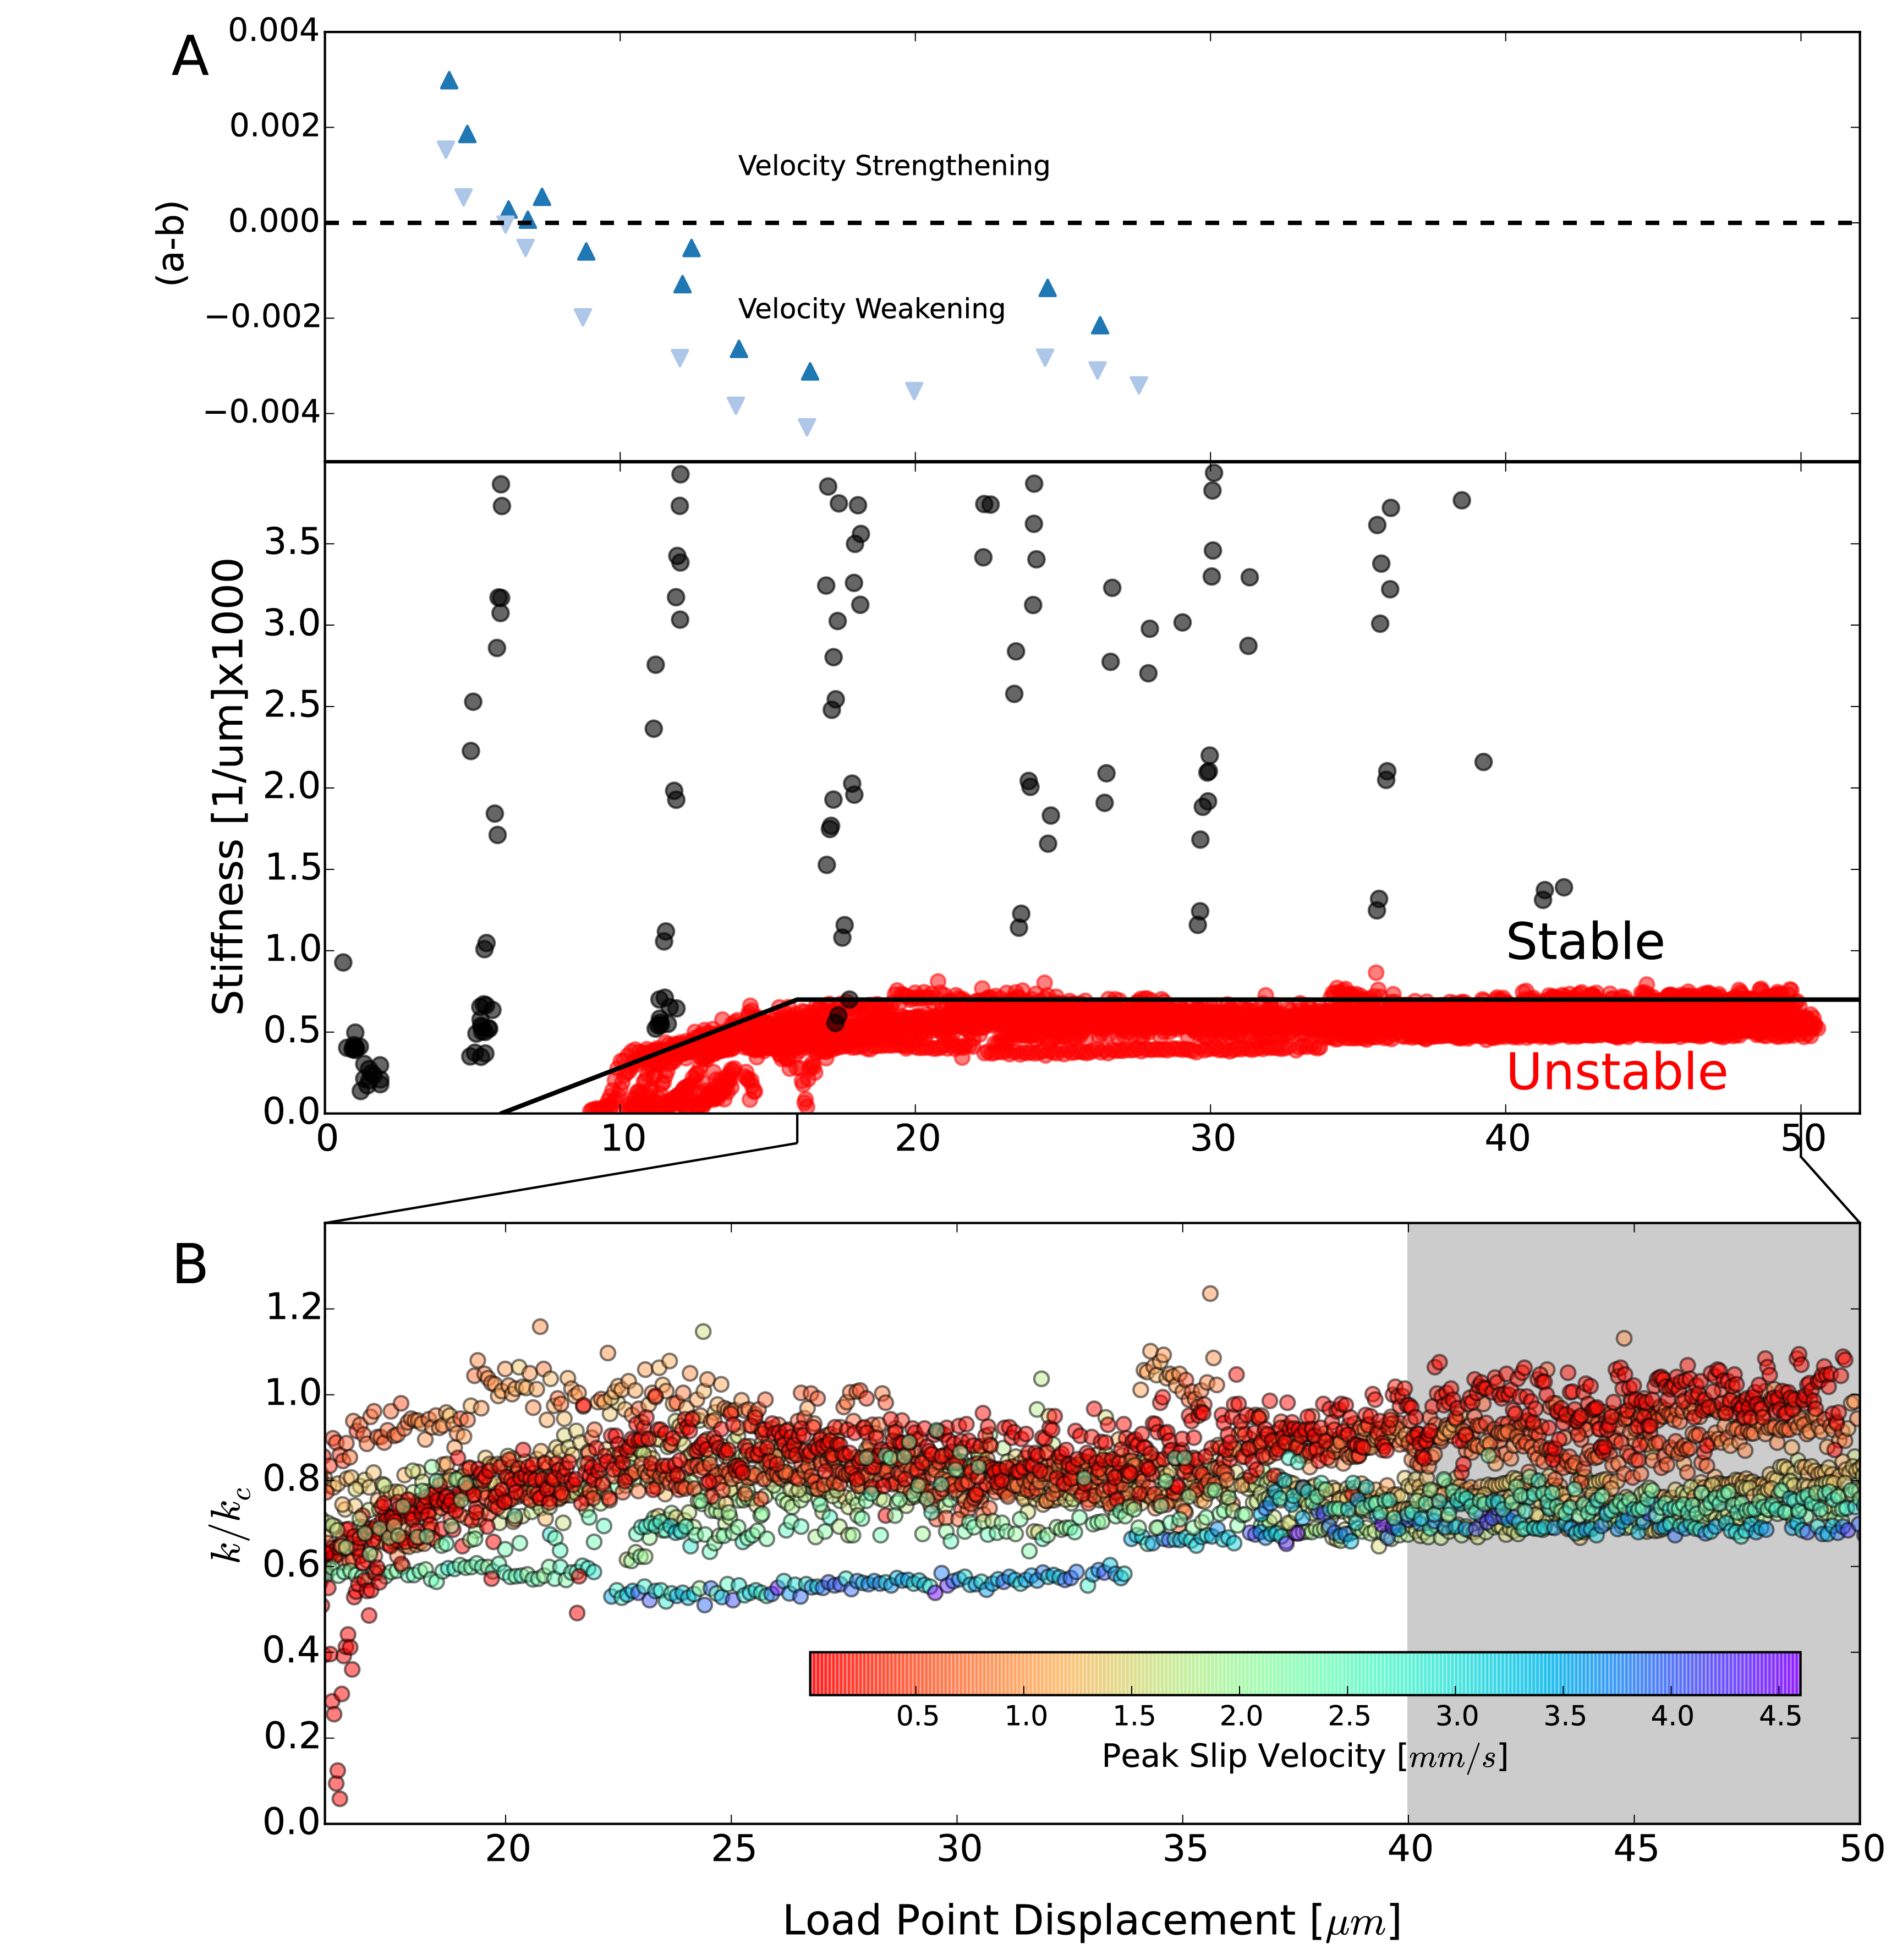 A
0.004
0.002
0.000
−0.002
−0.004
(a-b)
Velocity Strengthening
Velocity Weakening
3.5
3.0
2.5
2.0
1.5
1.0
0.5
0.0
Stiffness [1/um]x1000
Stable
Unstable
0 10 20 30 40 50
B
1.2
1.0
0.8
0.6
0.4
0.2
0.0
k/kc
0.5 1.0 1.5 2.0 2.5 3.0 3.5 4.0 4.5
Peak Slip Velocity [mm/s]
20 25 30 35 40 45 50
Load Point Displacement [μm]